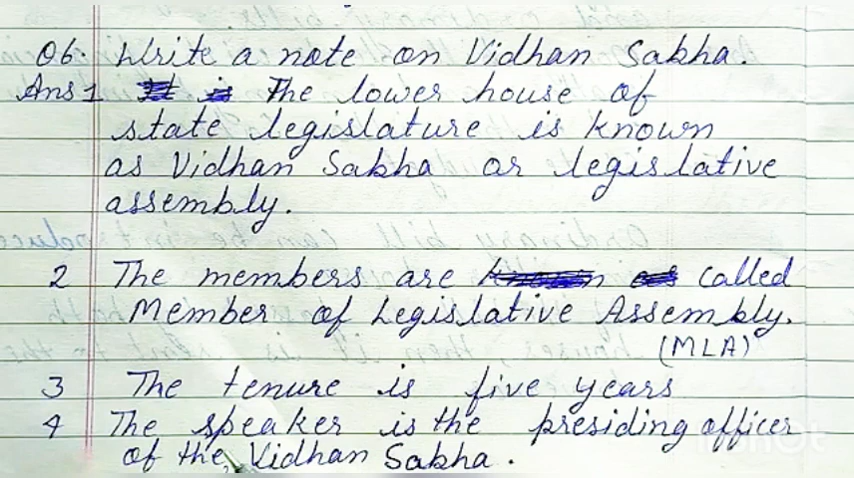 Q6. Write a note on Vidhan Sabha.
Ans 1 The lower house of
state legislature is known
as Vidhan Sabha or legislative
assembly.
2 The members are called
Member of Legislative Assembly.
(MLA)
3 The tenure is five years
4 The speaker is the presiding officer
of the, Vidhan Sabha.